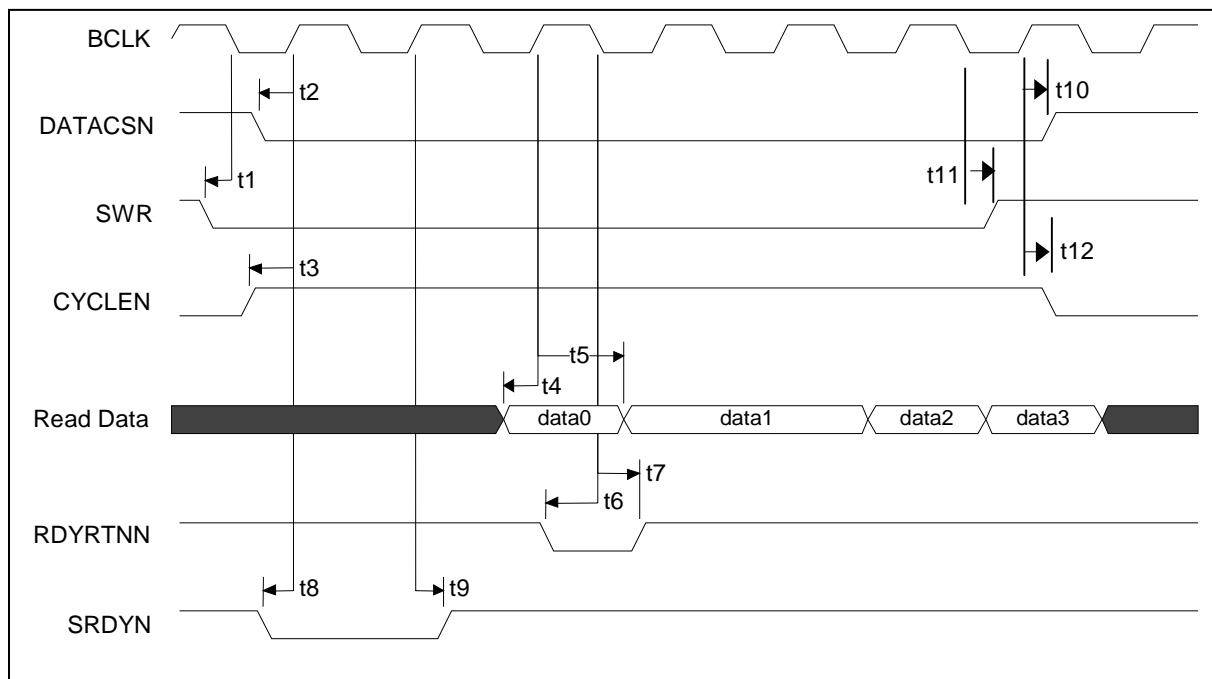 BCLK
t2
t10
DATACSN
t1
t11
SWR
t3
t12
CYCLEN
t5
t4
Read Data
data0
data1
data2
data3
t7
t6
RDYRTNN
t8
t9
SRDYN